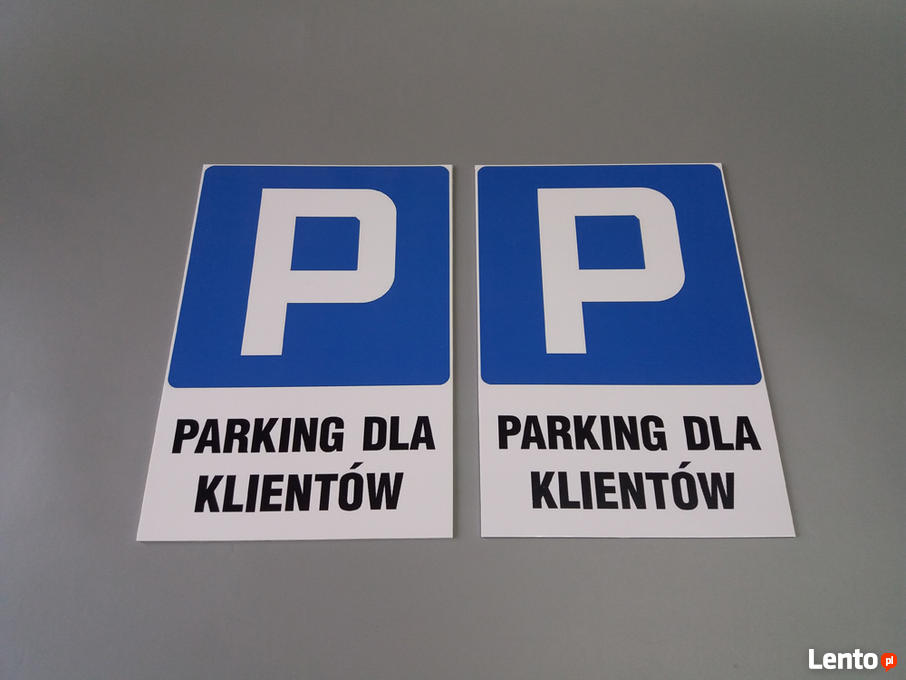 P
PARKING DLA
KLIENTÓW
P
PARKING DLA
KLIENTÓW
Lento pl